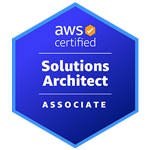 aws
certified
Solutions
Architect
ASSOCIATE